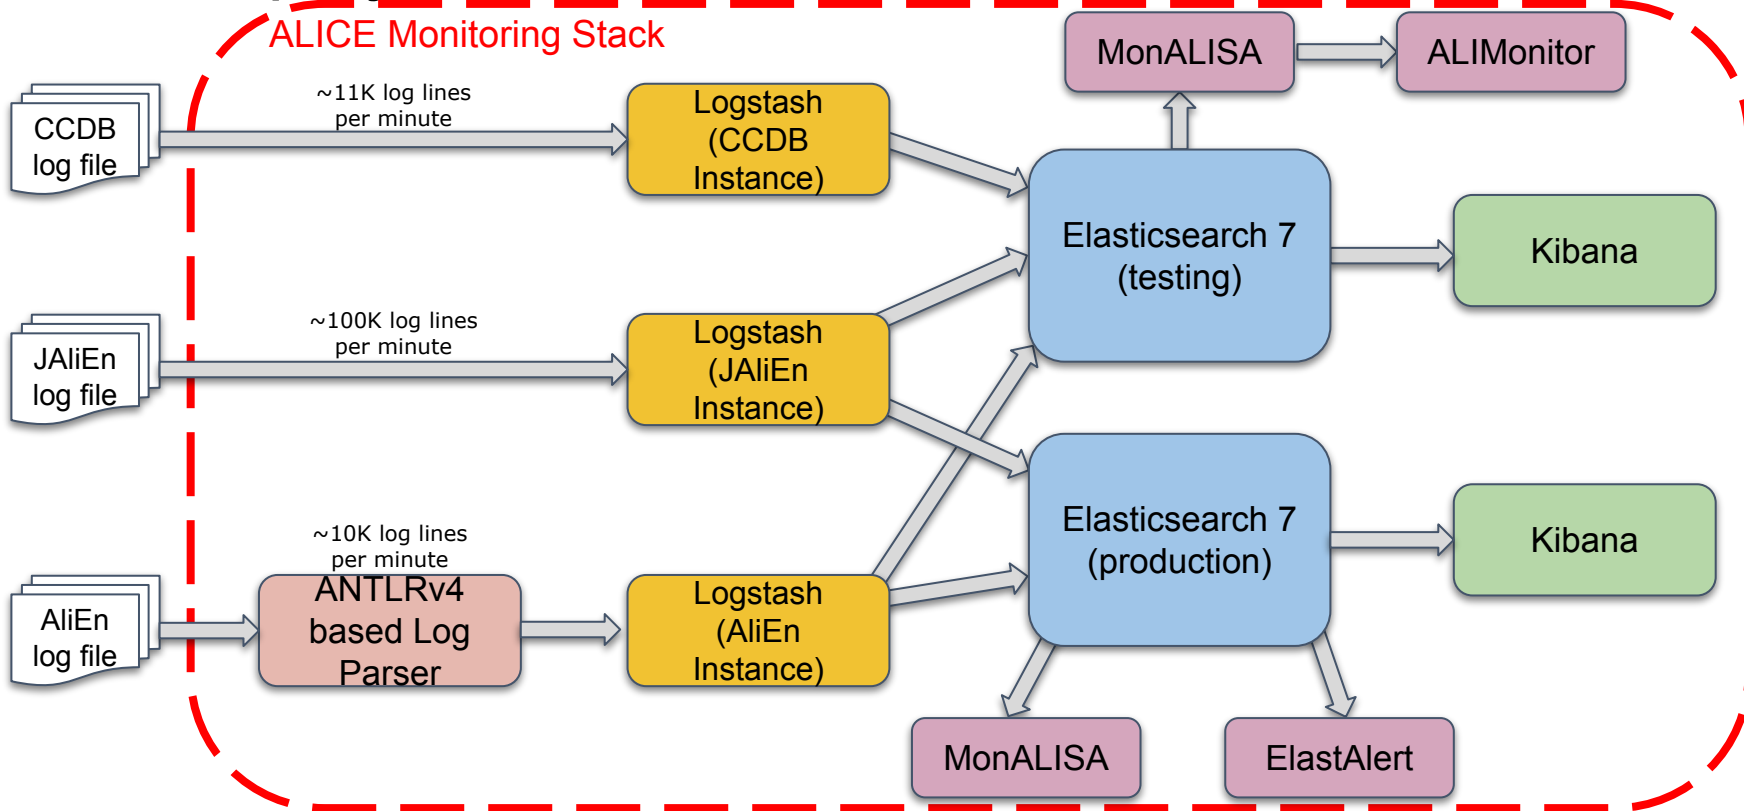 ALICE Monitoring Stack
MonALISA
ALIMonitor
CCDB
log file
~11K log lines
per minute
Logstash
(CCDB
Instance)
Elasticsearch 7
(testing)
Kibana
JAliEn
log file
~100K log lines
per minute
Logstash
(JAliEn
Instance)
Elasticsearch 7
(production)
Kibana
AliEn
log file
~10K log lines
per minute
ANTLRv4
based Log
Parser
Logstash
(AliEn
Instance)
MonALISA
ElastAlert